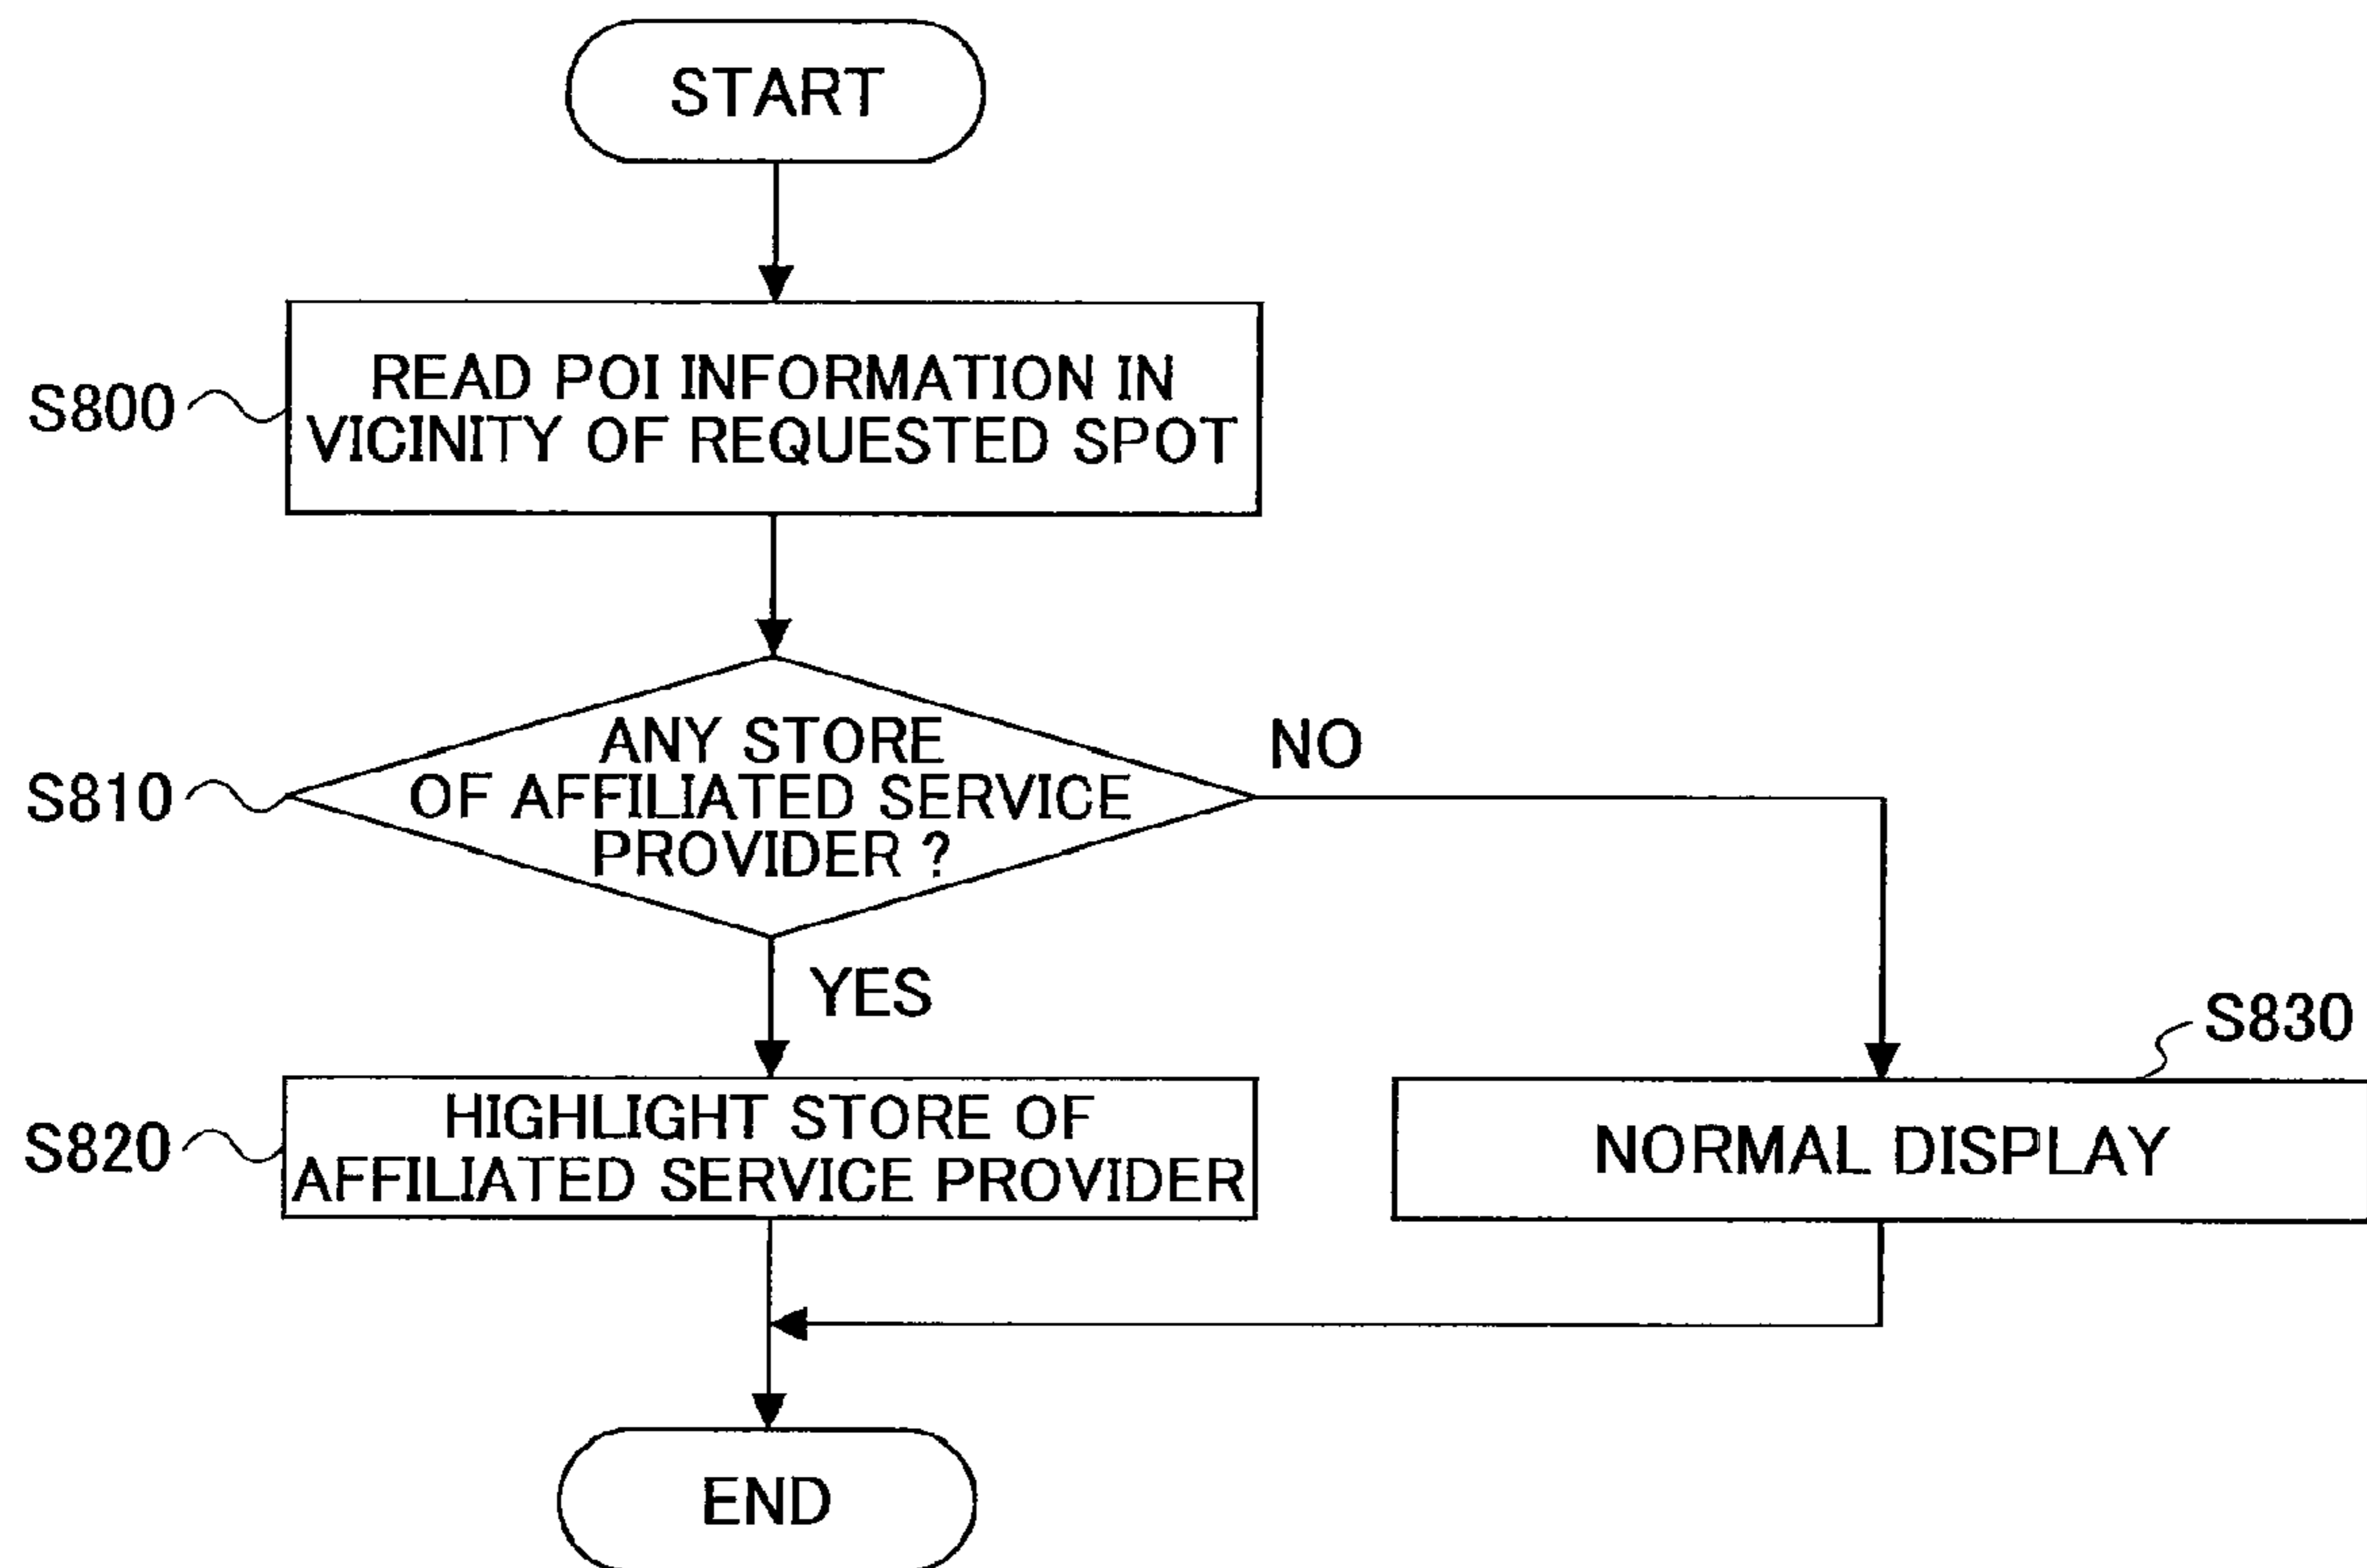 START
S800
READ POI INFORMATION IN
VICINITY OF REQUESTED SPOT
S810
ANY STORE
OF AFFILIATED SERVICE
PROVIDER ?
NO
YES
S820
HIGHLIGHT STORE OF
AFFILIATED SERVICE PROVIDER
S830
NORMAL DISPLAY
END